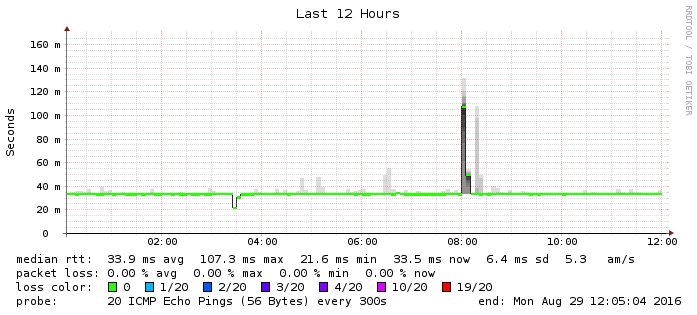 Last 12 Hours
RRDTOOL / TOBI OETIKER
Seconds
160 m
140 m
120 m
100 m
80 m
60 m
40 m
20 m
0
02:00 04:00 06:00 08:00 10:00 12:00
median rtt: 33.9 ms avg 107.3 ms max 21.6 ms min 33.5 ms now 6.4 ms sd 5.3 am/s
packet loss: 0.00 % avg 0.00 % max 0.00 % min 0.00 % now
loss color: 0 1/20 2/20 3/20 4/20 10/20 19/20
probe: 20 ICMP Echo Pings (56 Bytes) every 300s end: Mon Aug 29 12:05:04 2016